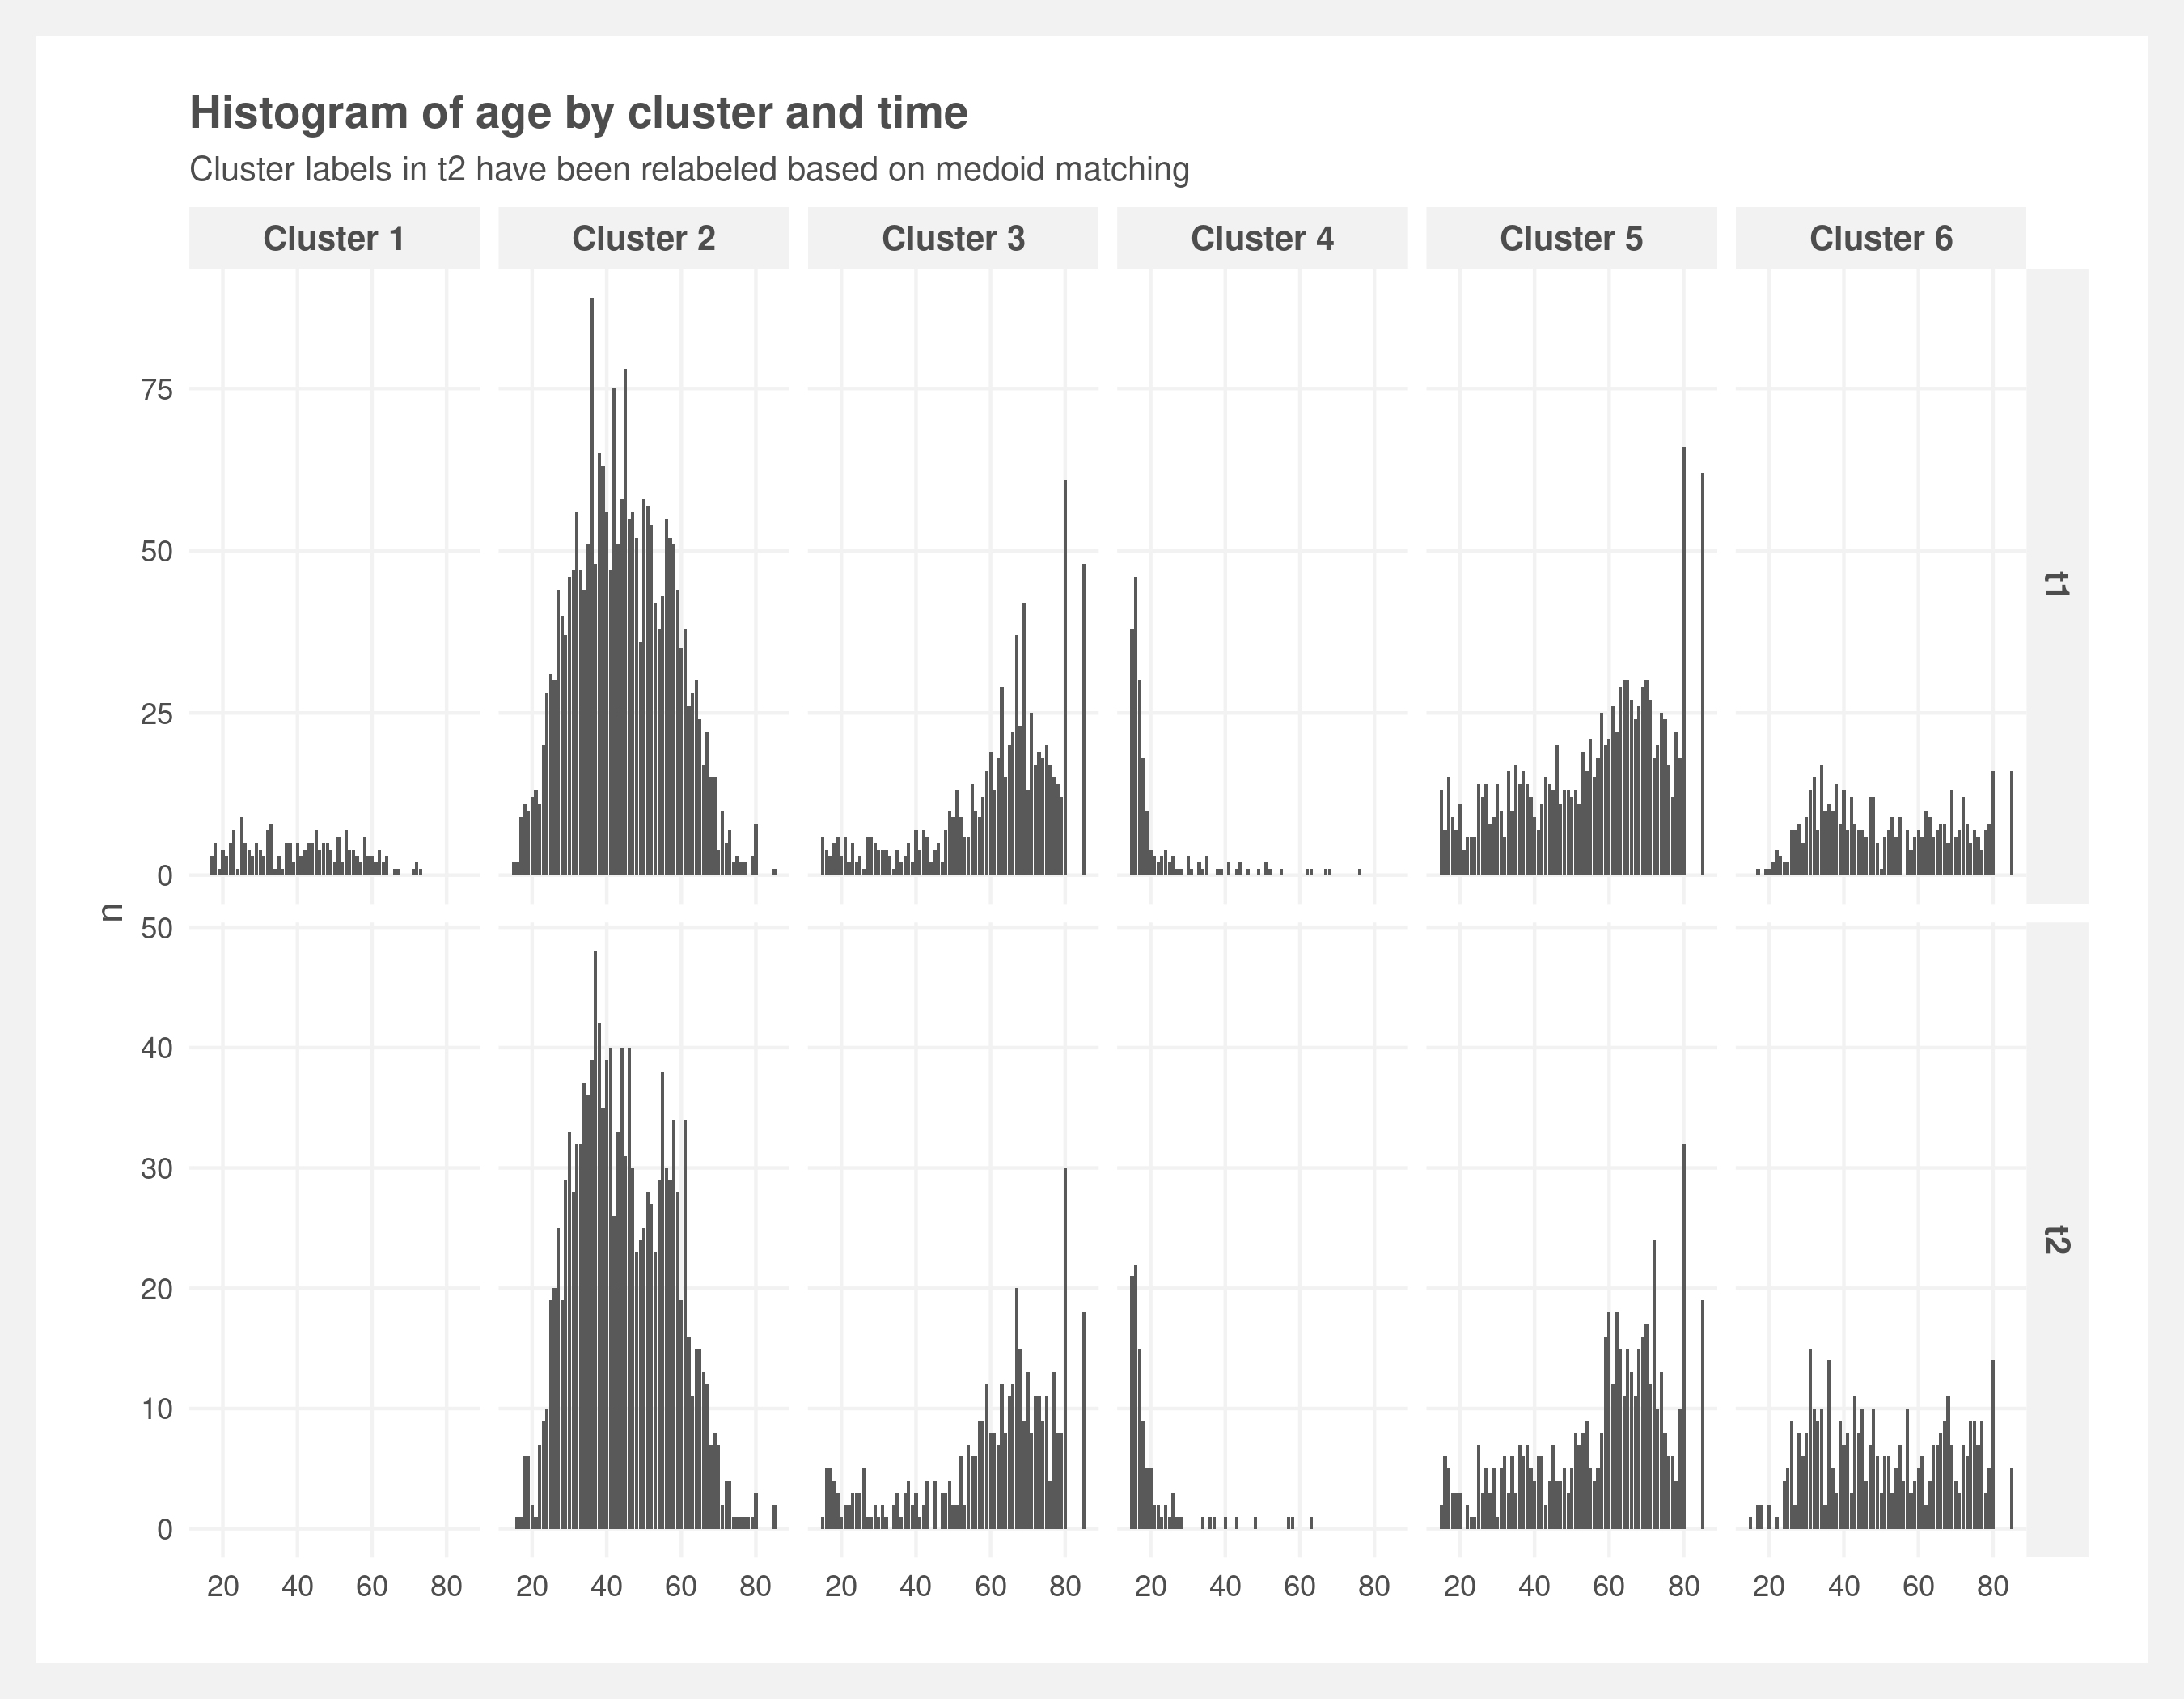 Histogram of age by cluster and time
Cluster labels in t2 have been relabeled based on medoid matching
Cluster 1 Cluster 2 Cluster 3 Cluster 4 Cluster 5 Cluster 6
75
50
25
0
t1
n
50
40
30
20
10
0
t2
20 40 60 80 20 40 60 80 20 40 60 80 20 40 60 80 20 40 60 80 20 40 60 80